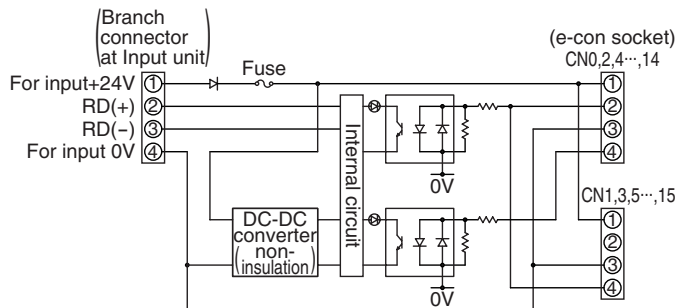 (Branch
connector
at Input unit)
For input+24V ①
RD(+) ②
RD(−) ③
For input 0V ④
Fuse
Internal circuit
DC-DC
converter
(non-
insulation)
0V
0V
(e-con socket)
CN0,2,4···,14
①
②
③
④
CN1,3,5···,15
①
②
③
④